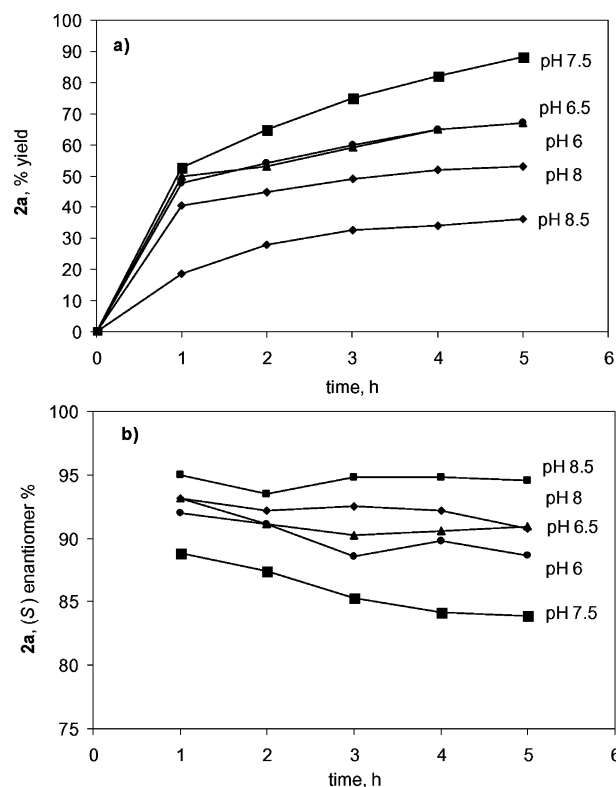 100
a)
90
80
70
60
50
40
30
20
10
0
2a, % yield
pH 7.5
pH 6.5
pH 6
pH 8
pH 8.5
0 1 2 3 4 5 6
time, h
100
b)
95
90
85
80
75
2a, (S) enantiomer %
pH 8.5
pH 8
pH 6.5
pH 6
pH 7.5
0 1 2 3 4 5 6
time, h